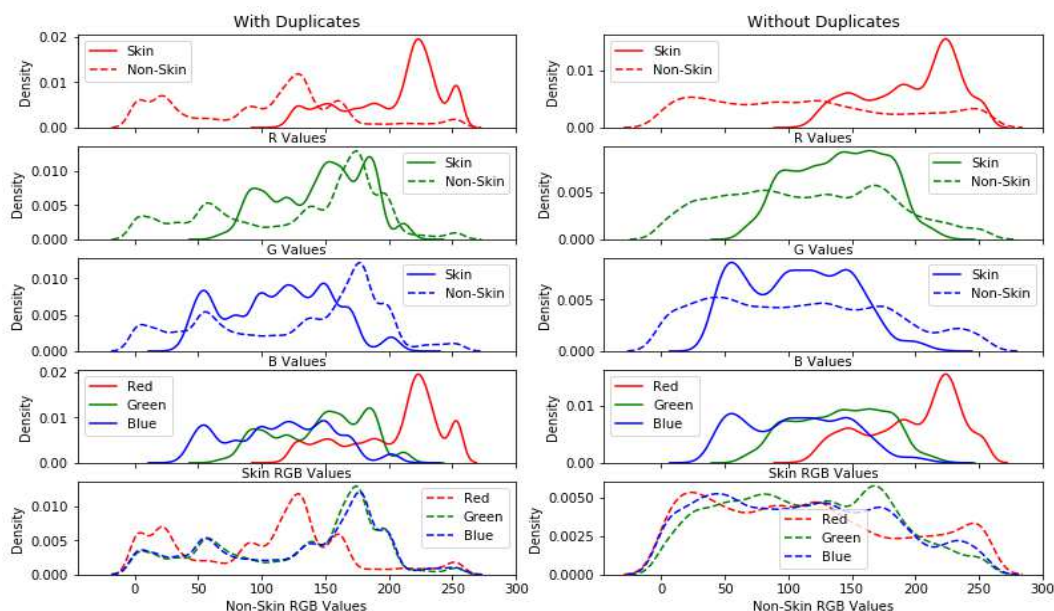 With Duplicates
0.02
0.01
0.00
Density
Skin
Non-Skin
R Values
0.010
0.005
0.000
Density
Skin
Non-Skin
G Values
0.010
0.005
0.000
Density
Skin
Non-Skin
B Values
0.02
0.01
0.00
Density
Red
Green
Blue
Skin RGB Values
0.010
0.005
0.000
Density
Red
Green
Blue
0 50 100 150 200 250 300
Non-Skin RGB Values
Without Duplicates
0.01
0.00
Density
Skin
Non-Skin
R Values
0.005
0.000
Density
Skin
Non-Skin
G Values
0.005
0.000
Density
Skin
Non-Skin
B Values
0.01
0.00
Density
Red
Green
Blue
Skin RGB Values
0.0050
0.0025
0.0000
Density
Red
Green
Blue
0 50 100 150 200 250 300
Non-Skin RGB Values